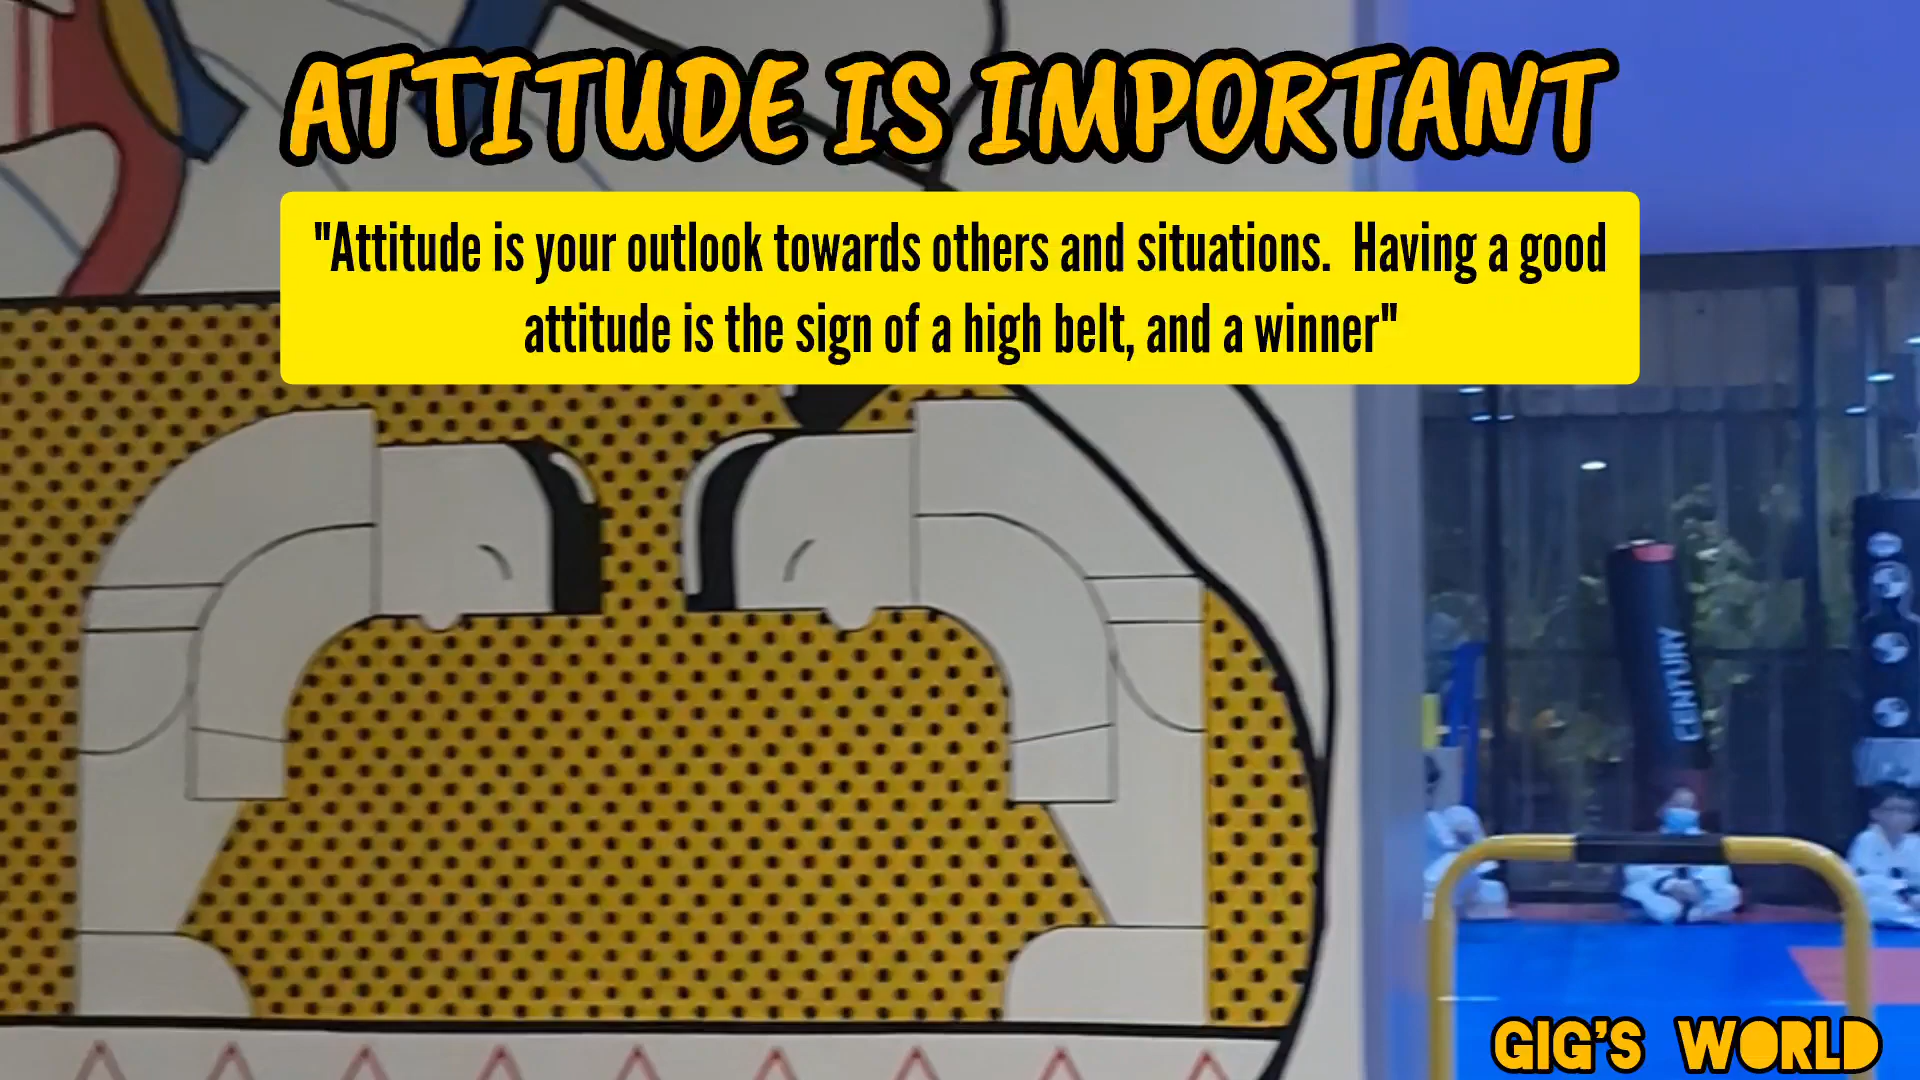 ATTITUDE IS IMPORTANT
"Attitude is your outlook towards others and situations.  Having a good
attitude is the sign of a high belt, and a winner"
CENTURY
GIG'S WORLD